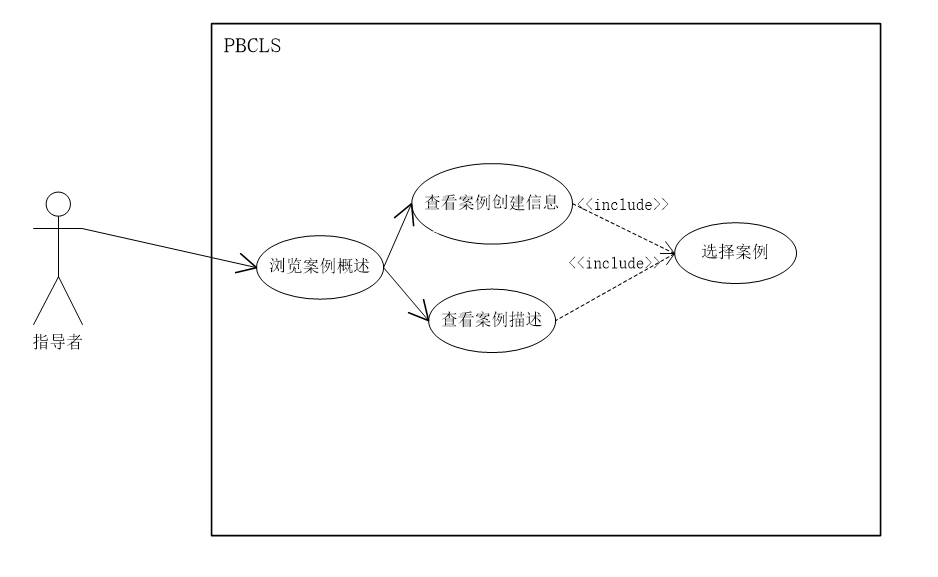 PBCLS
查看案例创建信息
<<include>>
选择案例
浏览案例概述
<<include>>
查看案例描述
指导者